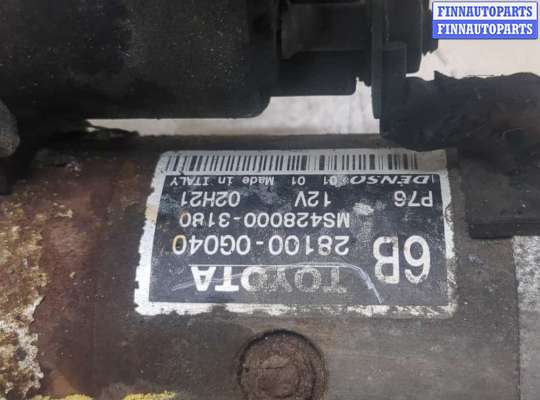 FINNAUTOPARTS
FINNAUTOPARTS
TOYOTA
6B
28100-0G040
MS428000-3180
P76 12V 02H21
DENSO 01 01 Made in ITALY